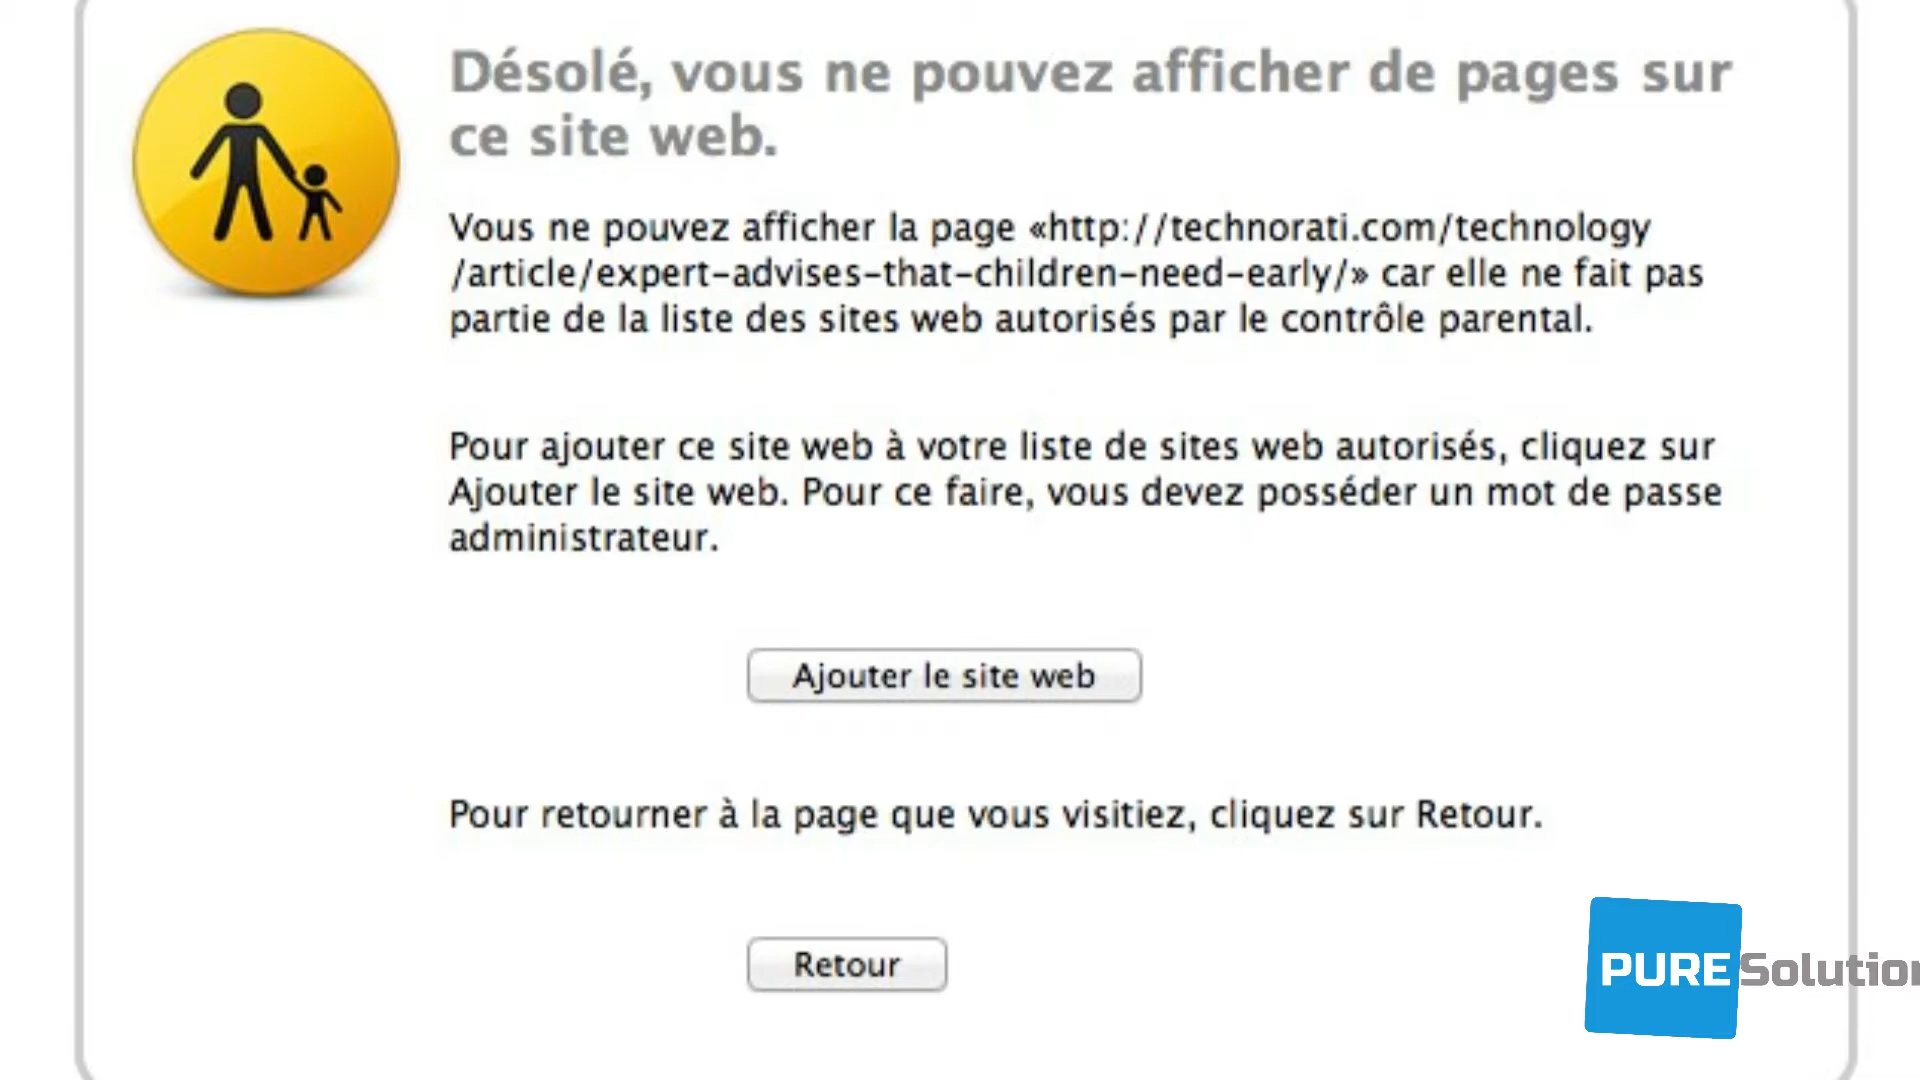 Désolé, vous ne pouvez afficher de pages sur
ce site web.
Vous ne pouvez afficher la page «http://technorati.com/technology
/article/expert-advises-that-children-need-early/» car elle ne fait pas
partie de la liste des sites web autorisés par le contrôle parental.
Pour ajouter ce site web à votre liste de sites web autorisés, cliquez sur
Ajouter le site web. Pour ce faire, vous devez posséder un mot de passe
administrateur.
Ajouter le site web
Pour retourner à la page que vous visitiez, cliquez sur Retour.
Retour
PURESolution